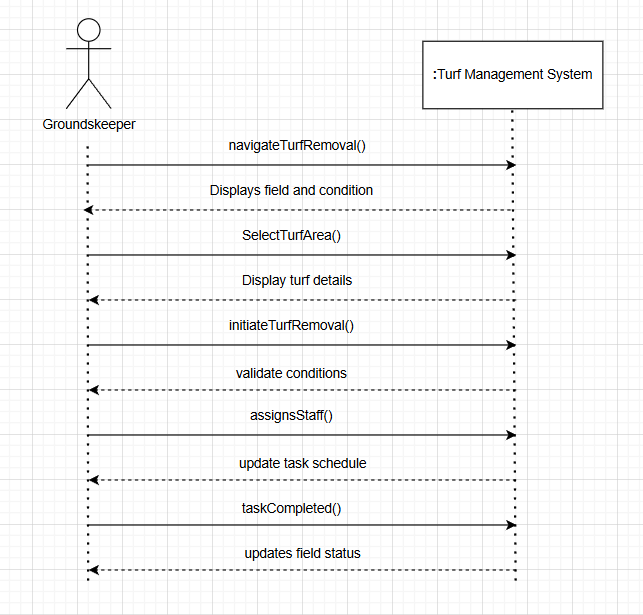 :Turf Management System
Groundskeeper
navigateTurfRemoval()
Displays field and condition
SelectTurfArea()
Display turf details
initiateTurfRemoval()
validate conditions
assignsStaff()
update task schedule
taskCompleted()
updates field status